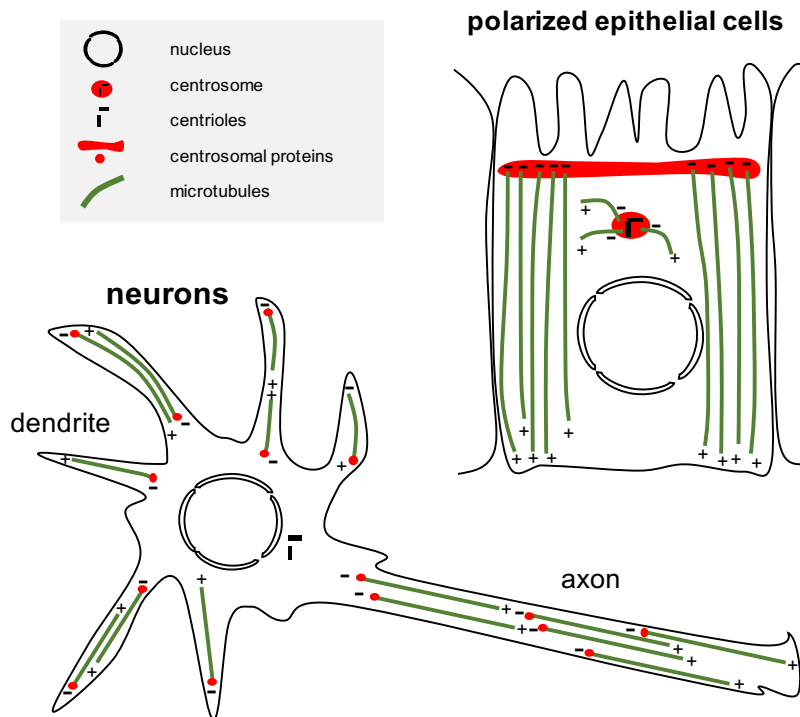 polarized epithelial cells
nucleus
centrosome
centrioles
centrosomal proteins
microtubules
neurons
dendrite
axon